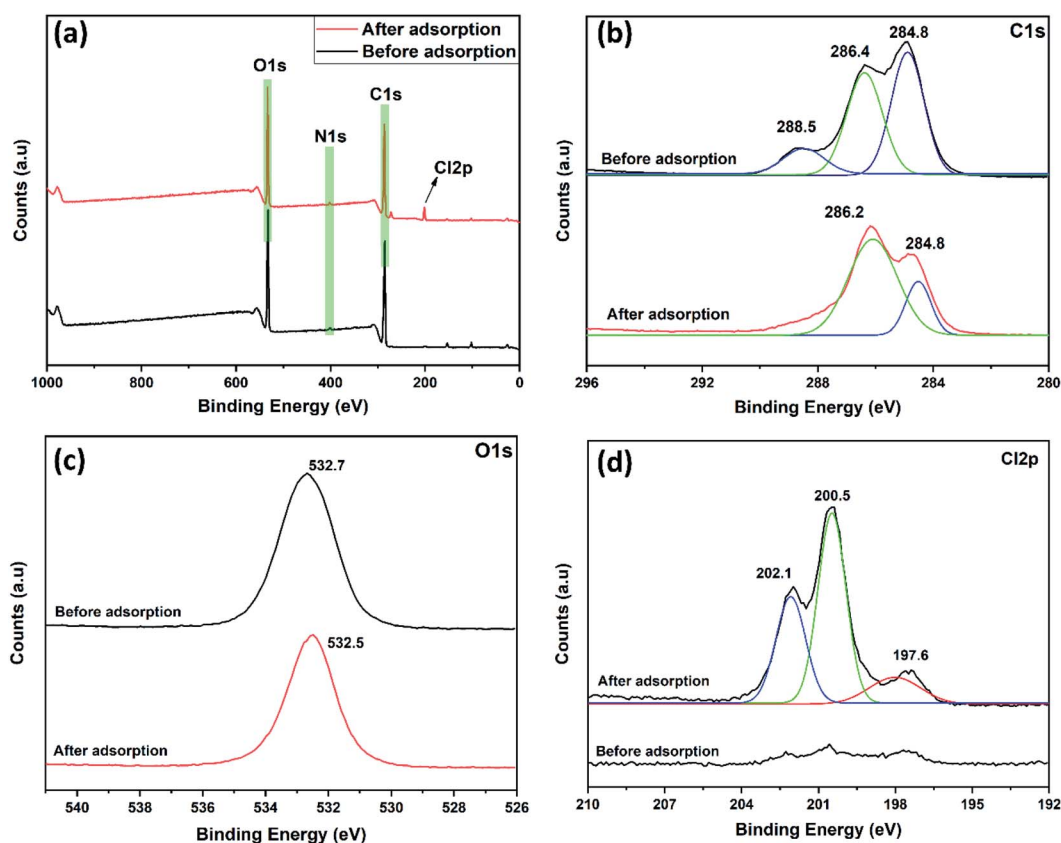 (a)
After adsorption
Before adsorption
O1s
C1s
N1s
Cl2p
Counts (a.u)
1000 800 600 400 200 0
Binding Energy (eV)
(b)
C1s
284.8
286.4
288.5
Before adsorption
286.2
284.8
After adsorption
Counts (a.u)
296 292 288 284 280
Binding Energy (eV)
(c)
O1s
532.7
Before adsorption
532.5
After adsorption
Counts (a.u)
540 538 536 534 532 530 528 526
Binding Energy (eV)
(d)
Cl2p
200.5
202.1
197.6
After adsorption
Before adsorption
Counts (a.u)
210 207 204 201 198 195 192
Binding Energy (eV)